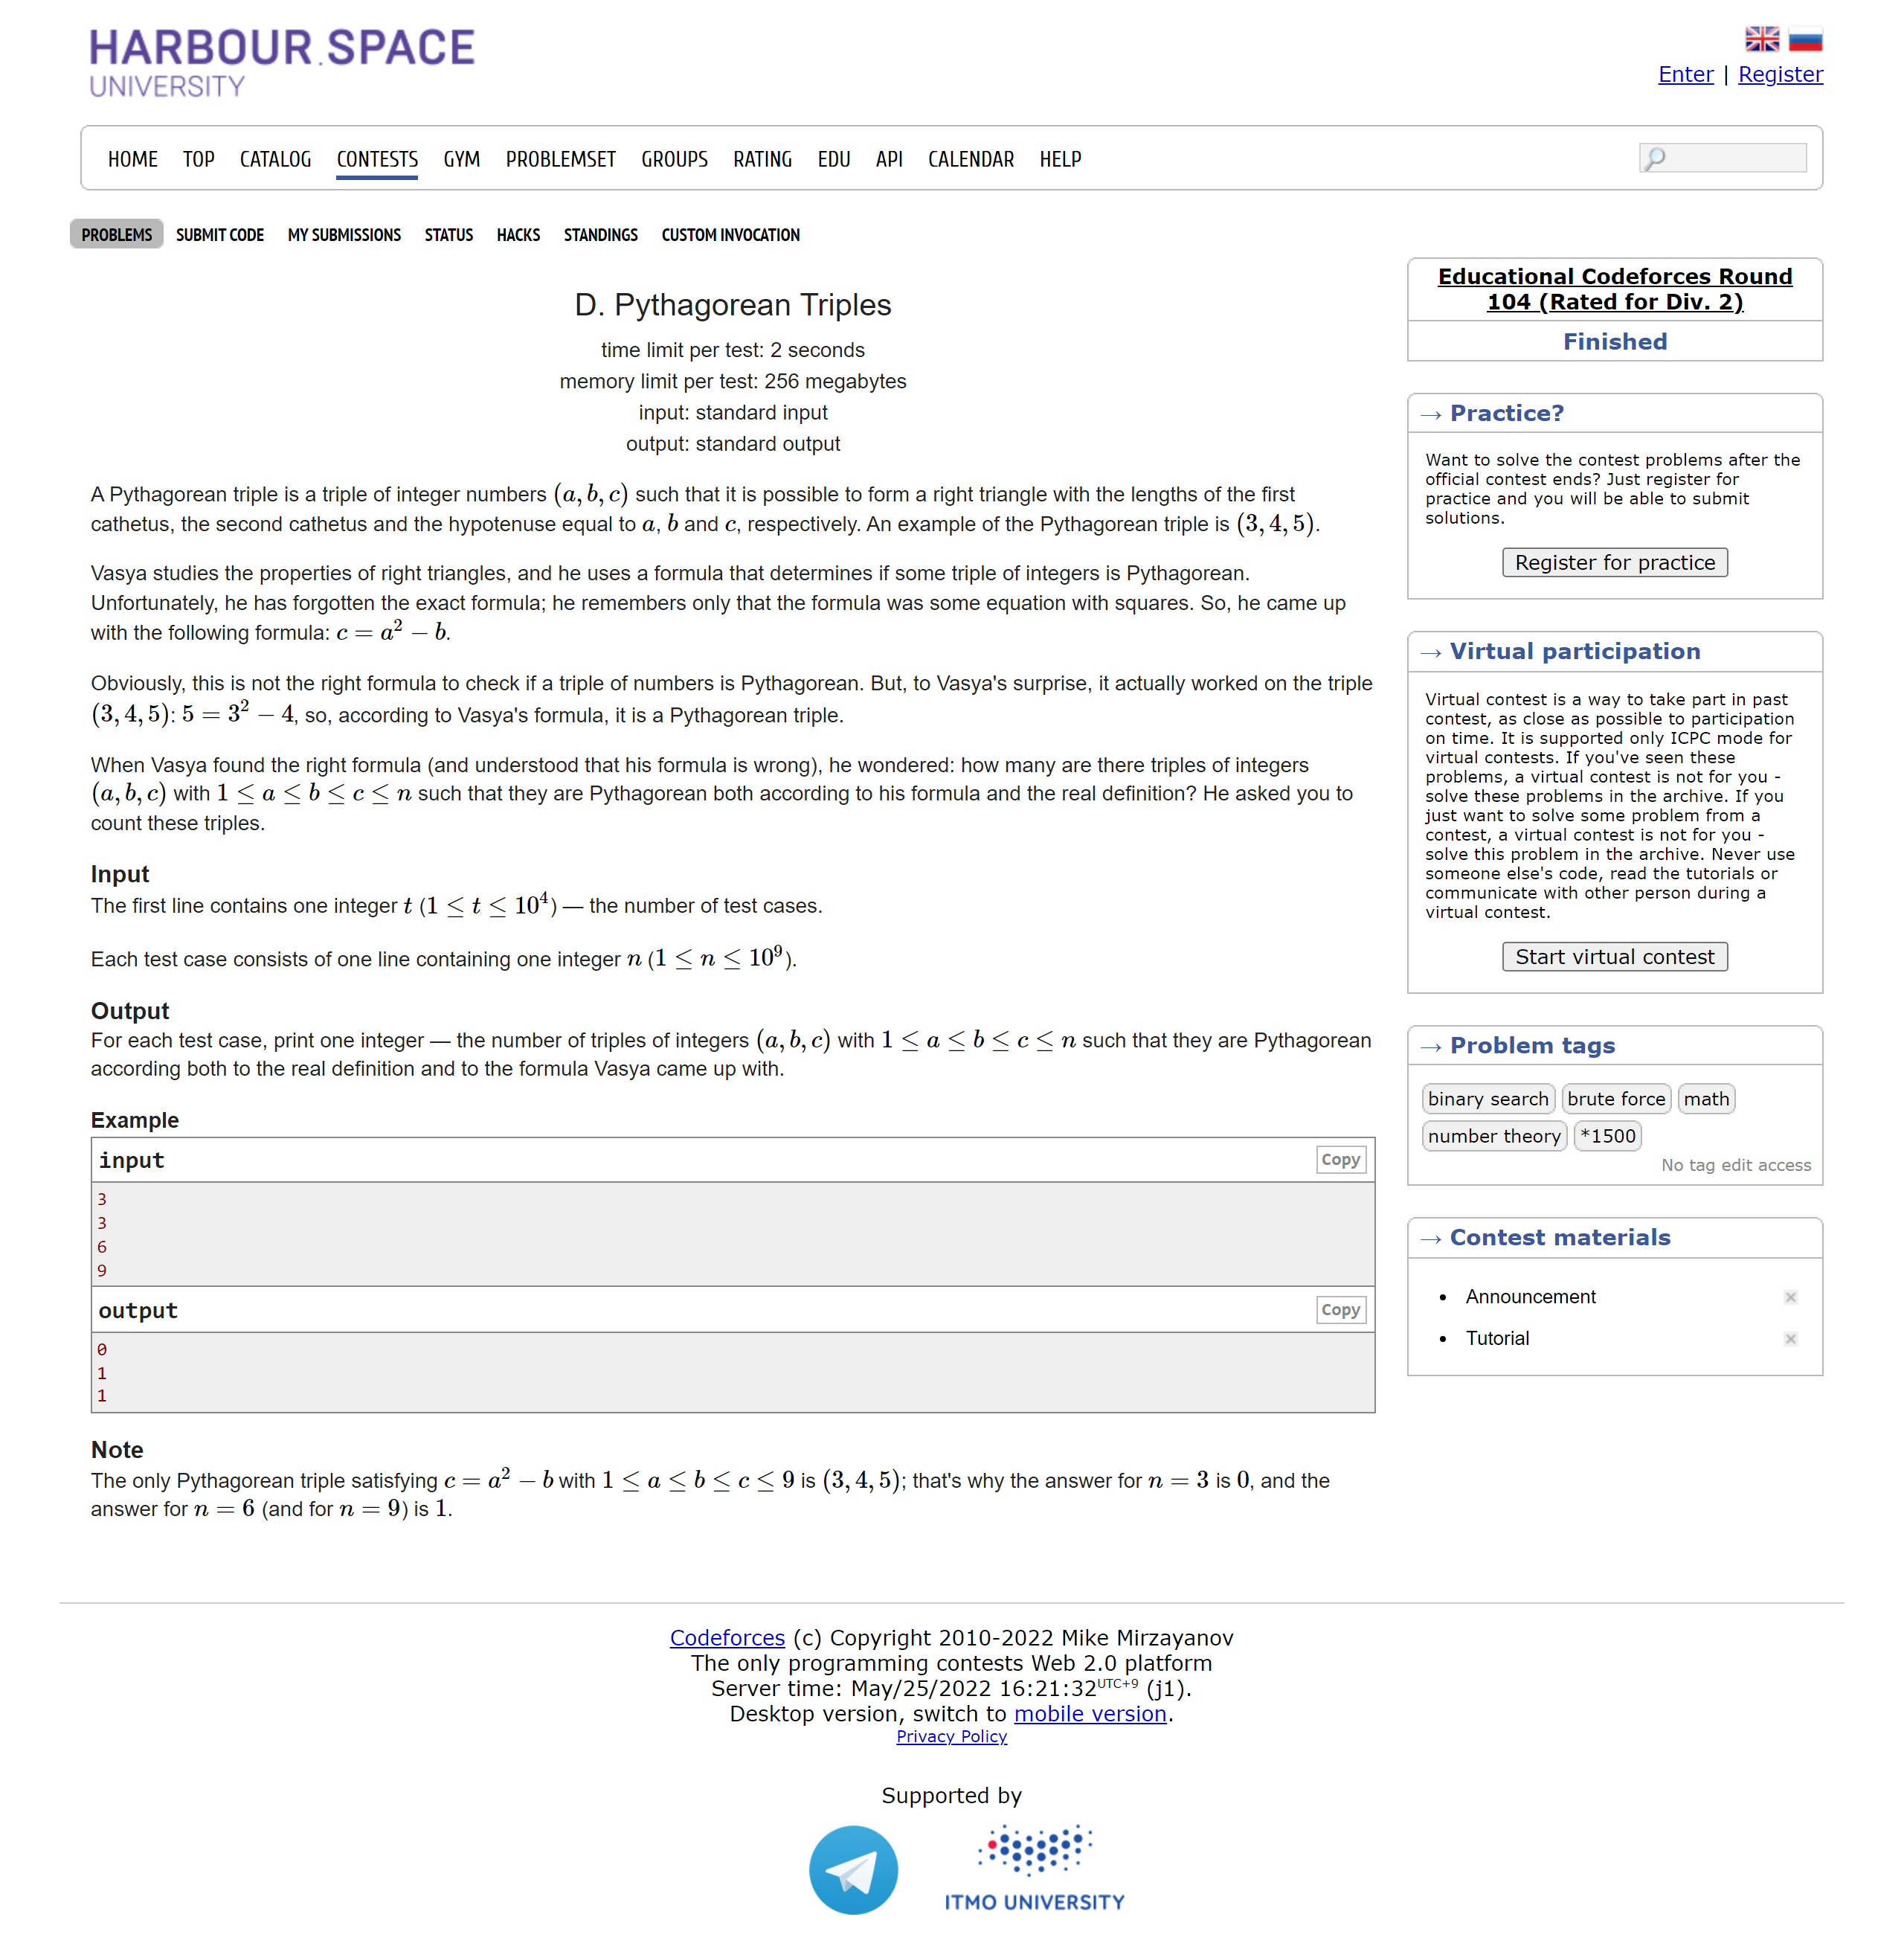 HARBOUR.SPACE
UNIVERSITY
Enter | Register
HOME TOP CATALOG CONTESTS GYM PROBLEMSET GROUPS RATING EDU API CALENDAR HELP
PROBLEMS SUBMIT CODE MY SUBMISSIONS STATUS HACKS STANDINGS CUSTOM INVOCATION
D. Pythagorean Triples
time limit per test: 2 seconds
memory limit per test: 256 megabytes
input: standard input
output: standard output
A Pythagorean triple is a triple of integer numbers (a, b, c) such that it is possible to form a right triangle with the lengths of the first
cathetus, the second cathetus and the hypotenuse equal to a, b and c, respectively. An example of the Pythagorean triple is (3, 4, 5).
Vasya studies the properties of right triangles, and he uses a formula that determines if some triple of integers is Pythagorean.
Unfortunately, he has forgotten the exact formula; he remembers only that the formula was some equation with squares. So, he came up
with the following formula: c = a² − b.
Obviously, this is not the right formula to check if a triple of numbers is Pythagorean. But, to Vasya's surprise, it actually worked on the triple
(3, 4, 5): 5 = 3² − 4, so, according to Vasya's formula, it is a Pythagorean triple.
When Vasya found the right formula (and understood that his formula is wrong), he wondered: how many are there triples of integers
(a, b, c) with 1 ≤ a ≤ b ≤ c ≤ n such that they are Pythagorean both according to his formula and the real definition? He asked you to
count these triples.
Input
The first line contains one integer t (1 ≤ t ≤ 10⁴) — the number of test cases.
Each test case consists of one line containing one integer n (1 ≤ n ≤ 10⁹).
Output
For each test case, print one integer — the number of triples of integers (a, b, c) with 1 ≤ a ≤ b ≤ c ≤ n such that they are Pythagorean
according both to the real definition and to the formula Vasya came up with.
Example
input Copy
3
3
6
9
output Copy
0
1
1
Note
The only Pythagorean triple satisfying c = a² − b with 1 ≤ a ≤ b ≤ c ≤ 9 is (3, 4, 5); that's why the answer for n = 3 is 0, and the
answer for n = 6 (and for n = 9) is 1.
Educational Codeforces Round
104 (Rated for Div. 2)
Finished
→ Practice?
Want to solve the contest problems after the
official contest ends? Just register for
practice and you will be able to submit
solutions.
Register for practice
→ Virtual participation
Virtual contest is a way to take part in past
contest, as close as possible to participation
on time. It is supported only ICPC mode for
virtual contests. If you've seen these
problems, a virtual contest is not for you -
solve these problems in the archive. If you
just want to solve some problem from a
contest, a virtual contest is not for you -
solve this problem in the archive. Never use
someone else's code, read the tutorials or
communicate with other person during a
virtual contest.
Start virtual contest
→ Problem tags
binary search brute force math
number theory *1500
No tag edit access
→ Contest materials
• Announcement
• Tutorial
Codeforces (c) Copyright 2010-2022 Mike Mirzayanov
The only programming contests Web 2.0 platform
Server time: May/25/2022 16:21:32UTC+9 (j1).
Desktop version, switch to mobile version.
Privacy Policy
Supported by
ITMO UNIVERSITY